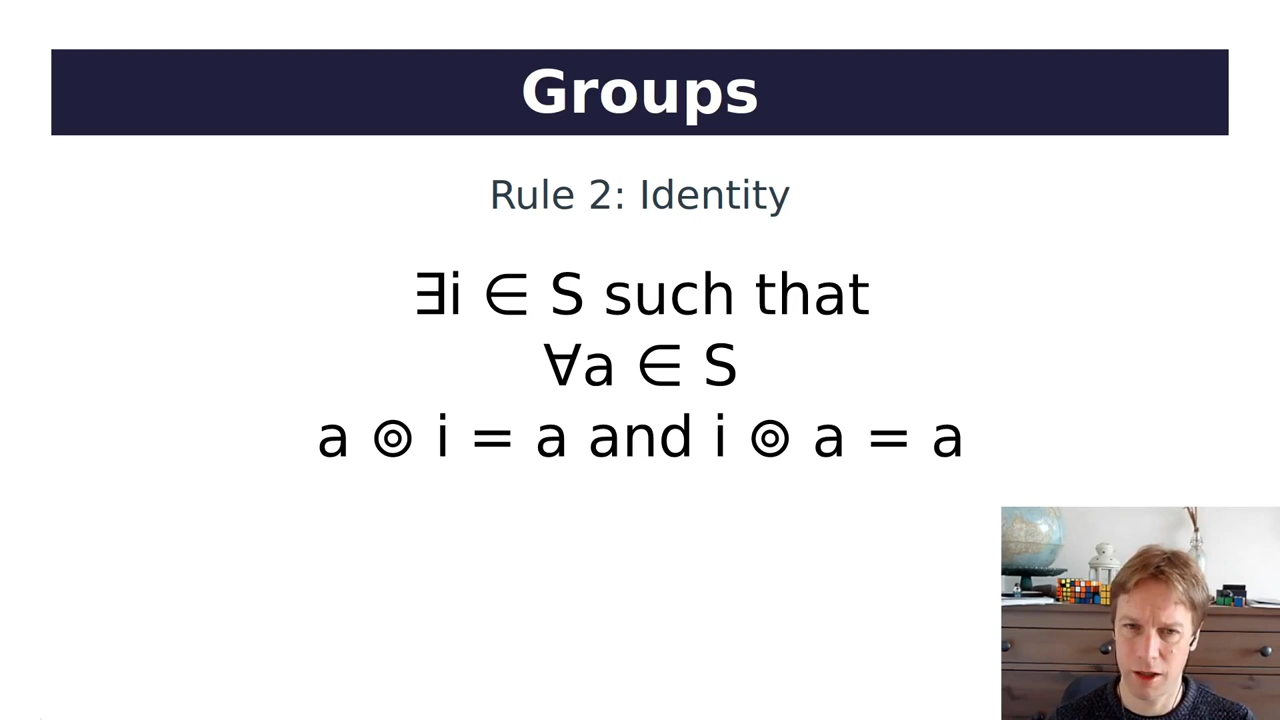 Groups
Rule 2: Identity
∃i ∈ S such that
∀a ∈ S
a ⊚ i = a and i ⊚ a = a